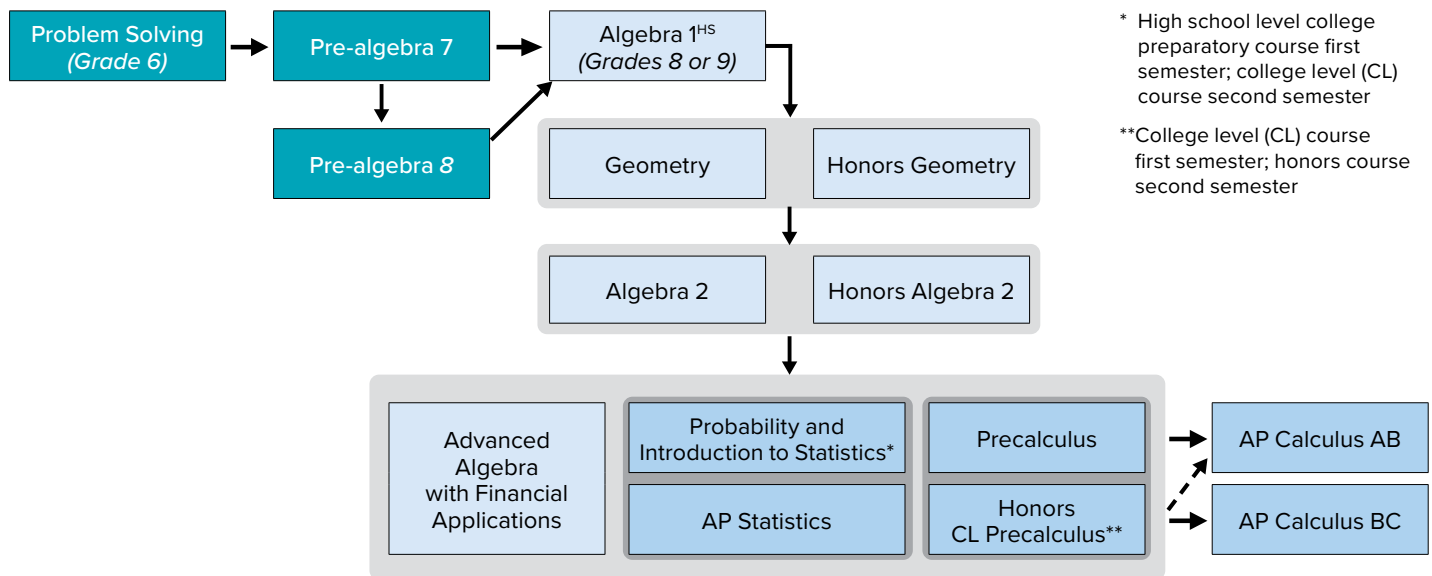 Problem Solving
(Grade 6)
Pre-algebra 7
Algebra 1HS
(Grades 8 or 9)
Pre-algebra 8
Geometry
Honors Geometry
Algebra 2
Honors Algebra 2
Advanced
Algebra
with Financial
Applications
Probability and
Introduction to Statistics*
AP Statistics
Precalculus
Honors
CL Precalculus**
AP Calculus AB
AP Calculus BC
* High school level college
preparatory course first
semester; college level (CL)
course second semester
**College level (CL) course
first semester; honors course
second semester